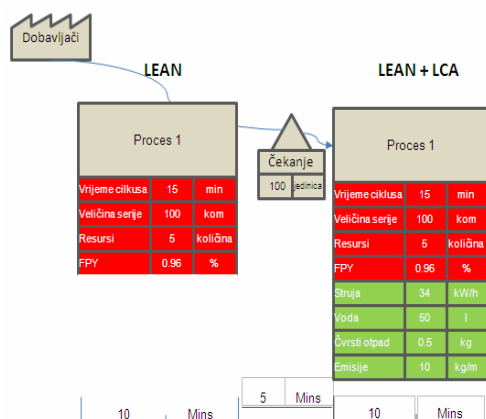 Dobavljači
LEAN
LEAN + LCA
Proces 1
Vrijeme cilkusa 15 min
Veličina serije 100 kom
Resursi 5 količina
FPY 0.96 %
Čekanje
100 jedinica
Proces 1
Vrijeme ciklusa 15 min
Veličina serije 100 kom
Resursi 5 količina
FPY 0.96 %
Struja 34 kW/h
Voda 50 l
Čvrsti otpad 0.5 kg
Emisije 10 kg/m
10 Mins
5 Mins
10 Mins